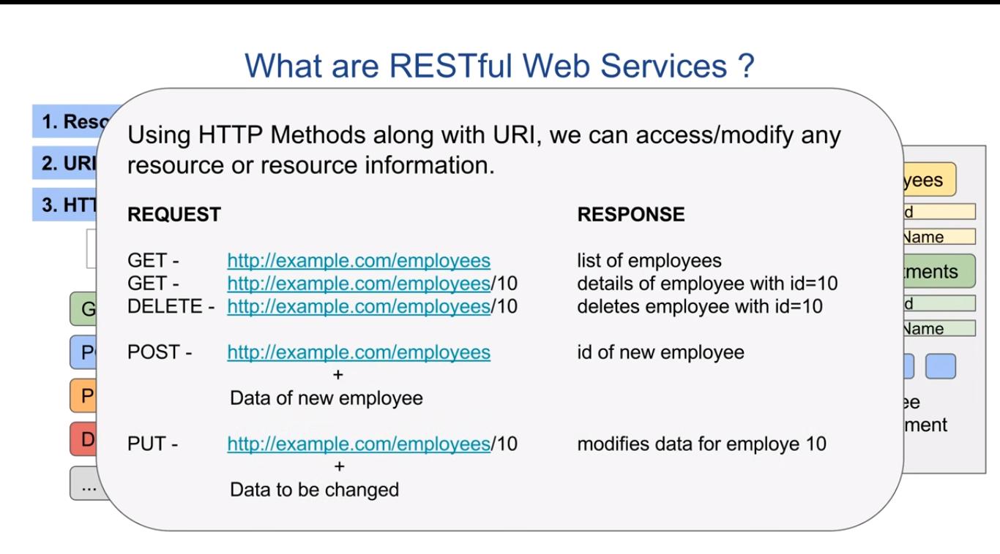 What are RESTful Web Services ?
1. Reso
2. URI
3. HTT
Using HTTP Methods along with URI, we can access/modify any
resource or resource information.
REQUEST RESPONSE
GET - http://example.com/employees list of employees
GET - http://example.com/employees/10 details of employee with id=10
DELETE - http://example.com/employees/10 deletes employee with id=10
POST - http://example.com/employees id of new employee
+
Data of new employee
PUT - http://example.com/employees/10 modifies data for employe 10
+
Data to be changed
G
P
D
...
yees
d
Name
tments
d
Name
ee
ment